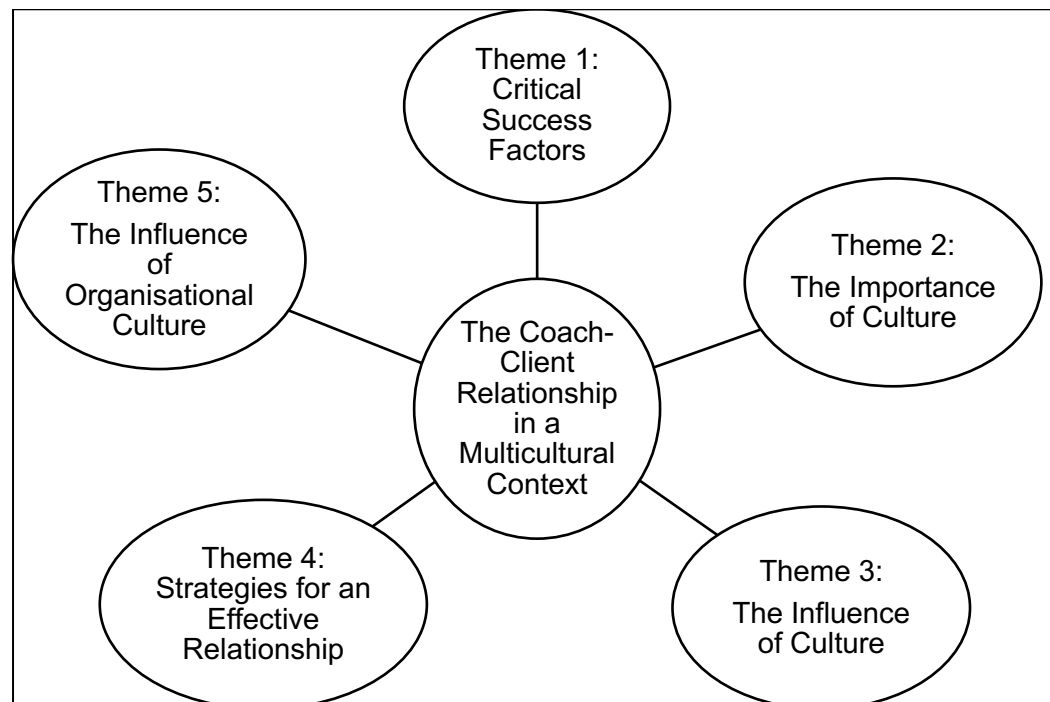 Theme 1:
Critical
Success
Factors
Theme 5:
The Influence
of
Organisational
Culture
Theme 2:
The Importance
of Culture
The Coach-
Client
Relationship
in a
Multicultural
Context
Theme 4:
Strategies for an
Effective
Relationship
Theme 3:
The Influence
of Culture